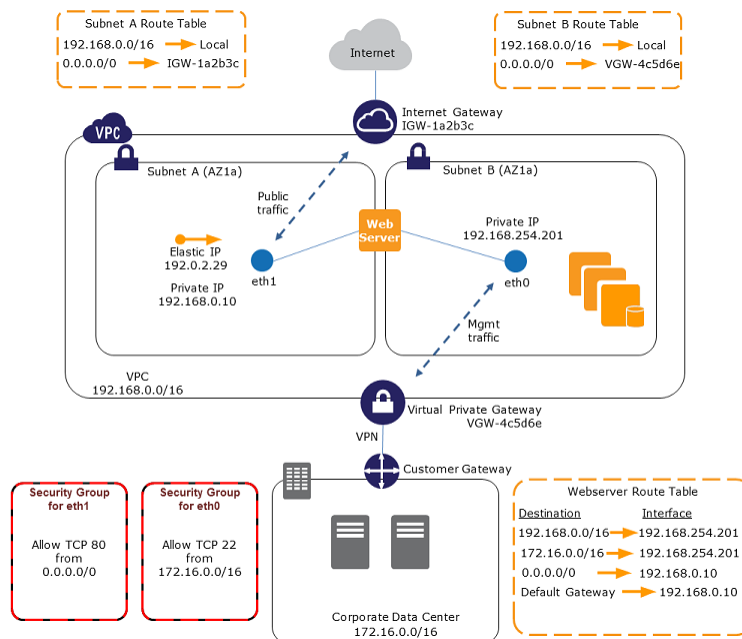 Subnet A Route Table
192.168.0.0/16 Local
0.0.0.0/0 IGW-1a2b3c
Internet
Subnet B Route Table
192.168.0.0/16 Local
0.0.0.0/0 VGW-4c5d6e
Internet Gateway
IGW-1a2b3c
VPC
Subnet A (AZ1a)
Subnet B (AZ1a)
Public
traffic
Web
Server
Private IP
192.168.254.201
Elastic IP
192.0.2.29
eth1
eth0
Private IP
192.168.0.10
Mgmt
traffic
VPC
192.168.0.0/16
Virtual Private Gateway
VGW-4c5d6e
VPN
Customer Gateway
Security Group
for eth1
Allow TCP 80
from
0.0.0.0/0
Security Group
for eth0
Allow TCP 22
from
172.16.0.0/16
Corporate Data Center
172.16.0.0/16
Webserver Route Table
Destination Interface
192.168.0.0/16 192.168.254.201
172.16.0.0/16 192.168.254.201
0.0.0.0/0 192.168.0.10
Default Gateway 192.168.0.10